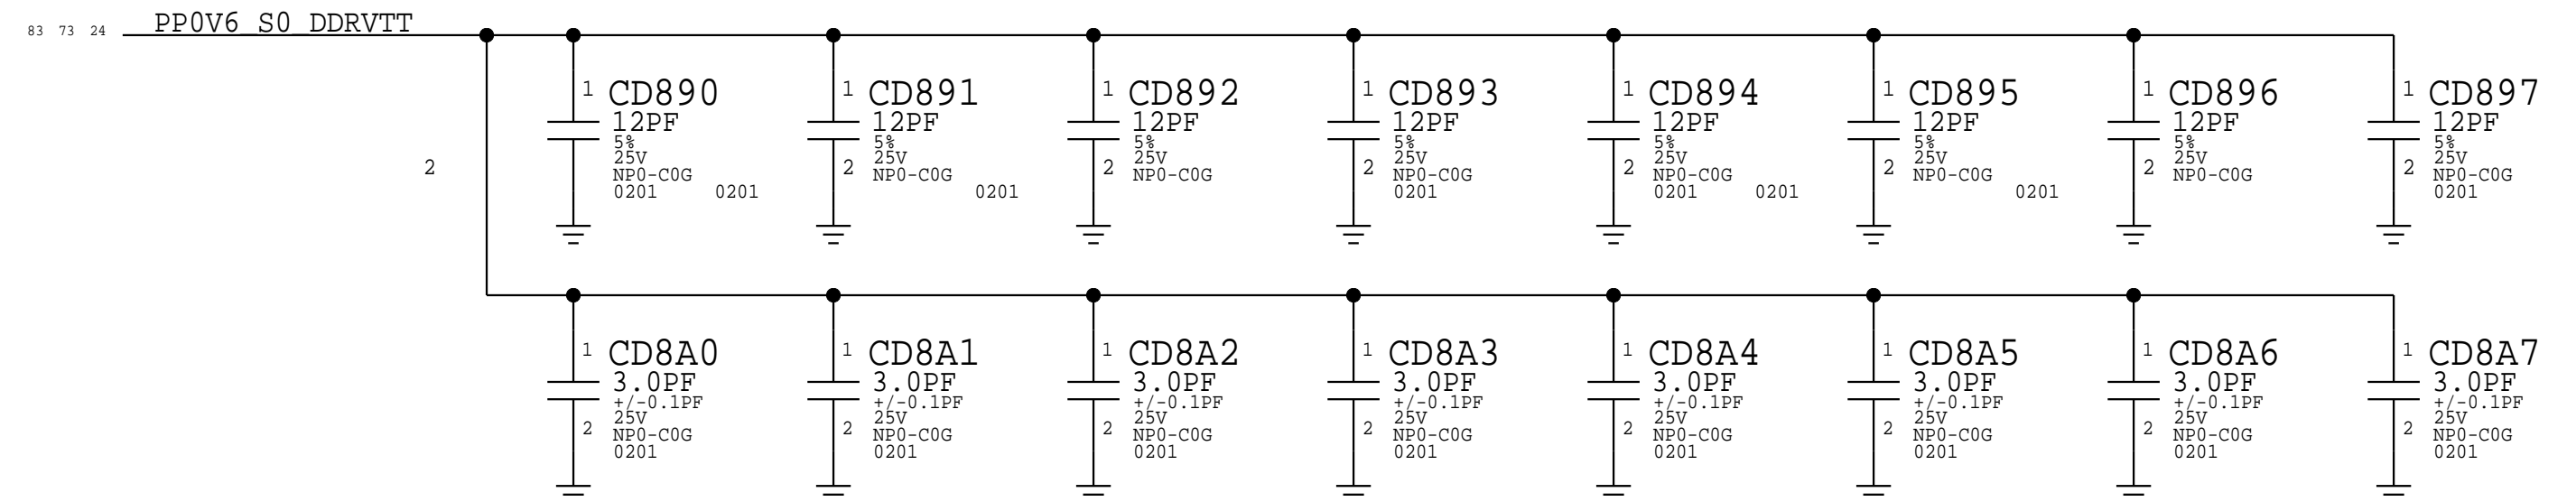 83 73 24 PP0V6_S0_DDRVTT
1 CD890 1 CD891 1 CD892 1 CD893 1 CD894 1 CD895 1 CD896 1 CD897
12PF 12PF 12PF 12PF 12PF 12PF 12PF 12PF
5% 5% 5% 5% 5% 5% 5% 5%
25V 25V 25V 25V 25V 25V 25V 25V
2 2 2 2 2 2 2 2
NP0-C0G NP0-C0G NP0-C0G NP0-C0G NP0-C0G NP0-C0G NP0-C0G NP0-C0G
0201 0201 0201 0201 0201 0201 0201 0201
1 CD8A0 1 CD8A1 1 CD8A2 1 CD8A3 1 CD8A4 1 CD8A5 1 CD8A6 1 CD8A7
3.0PF 3.0PF 3.0PF 3.0PF 3.0PF 3.0PF 3.0PF 3.0PF
+/-0.1PF +/-0.1PF +/-0.1PF +/-0.1PF +/-0.1PF +/-0.1PF +/-0.1PF +/-0.1PF
25V 25V 25V 25V 25V 25V 25V 25V
2 2 2 2 2 2 2 2
NP0-C0G NP0-C0G NP0-C0G NP0-C0G NP0-C0G NP0-C0G NP0-C0G NP0-C0G
0201 0201 0201 0201 0201 0201 0201 0201